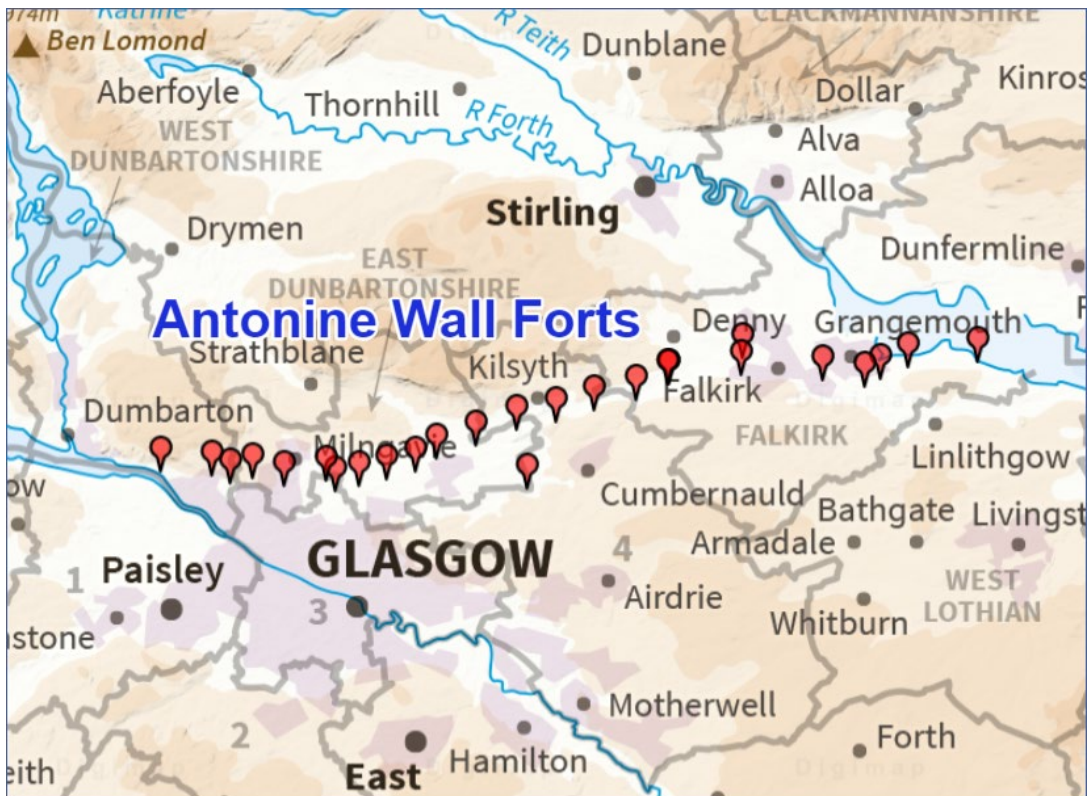 974m
Katrine
Ben Lomond
R Teith
CLACKMANNANSHIRE
Dunblane
Aberfoyle
Thornhill
R Forth
Dollar
Kinros
WEST
DUNBARTONSHIRE
Alva
Alloa
Stirling
Drymen
EAST
DUNBARTONSHIRE
Dunfermline
Antonine Wall Forts
Denny
Grangemouth
Strathblane
Kilsyth
Falkirk
Dumbarton
Milngavie
FALKIRK
Linlithgow
ow
Cumbernauld
Bathgate
Livingst
GLASGOW
4
Armadale
1
Paisley
Airdrie
WEST
LOTHIAN
3
Whitburn
nstone
Motherwell
2
Forth
Hamilton
eith
East
Digimap